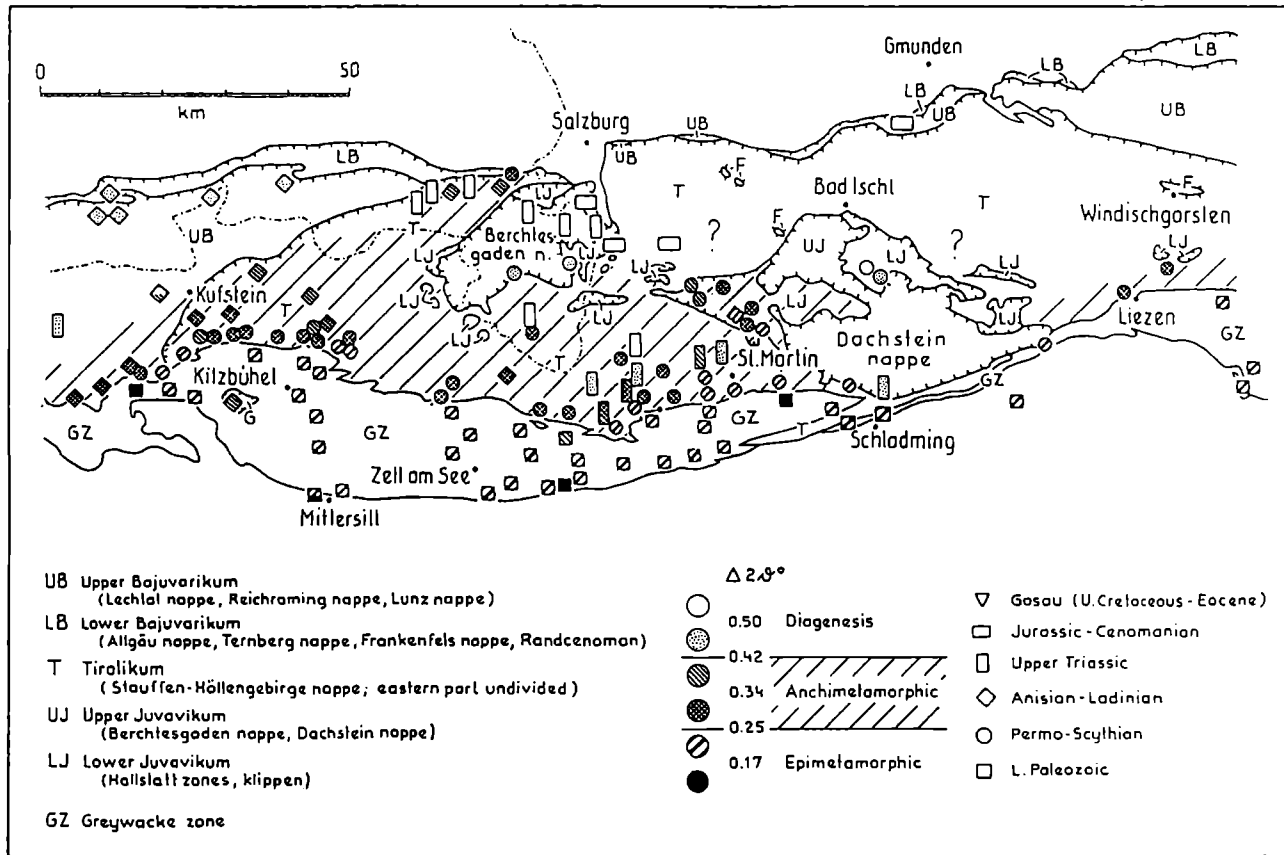 0 50
km
Gmunden
LB
LB
LB
UB
UB
Salzburg
UB
UB
LB
F
T
T
Bad Ischl
F
Windischgarsten
LJ
LJ
UB
T
Berchtes-
gaden n.
LJ
LJ
?
F
UJ
LJ
?
LJ
Kufstein
T
LJ
LJ
LJ
LJ
LJ
LJ
Liezen
GZ
T
Dachstein
nappe
St. Martin
Kitzbühel
G
GZ
GZ
GZ
GZ
T
Schladming
G
Zell am See
Mittersill
UB Upper Bajuvarikum
(Lechtal nappe, Reichraming nappe, Lunz nappe)
LB Lower Bajuvarikum
(Allgäu nappe, Ternberg nappe, Frankenfels nappe, Randcenoman)
T Tirolikum
(Stauffen-Höllengebirge nappe; eastern part undivided)
UJ Upper Juvavikum
(Berchtesgaden nappe, Dachstein nappe)
LJ Lower Juvavikum
(Hallstatt zones, klippen)
GZ Greywacke zone
Δ 2ϑ°
0.50 Diagenesis
0.42
0.34 Anchimetamorphic
0.25
0.17 Epimetamorphic
Gosau (U. Cretaceous - Eocene)
Jurassic - Cenomanian
Upper Triassic
Anisian - Ladinian
Permo - Scythian
L. Paleozoic